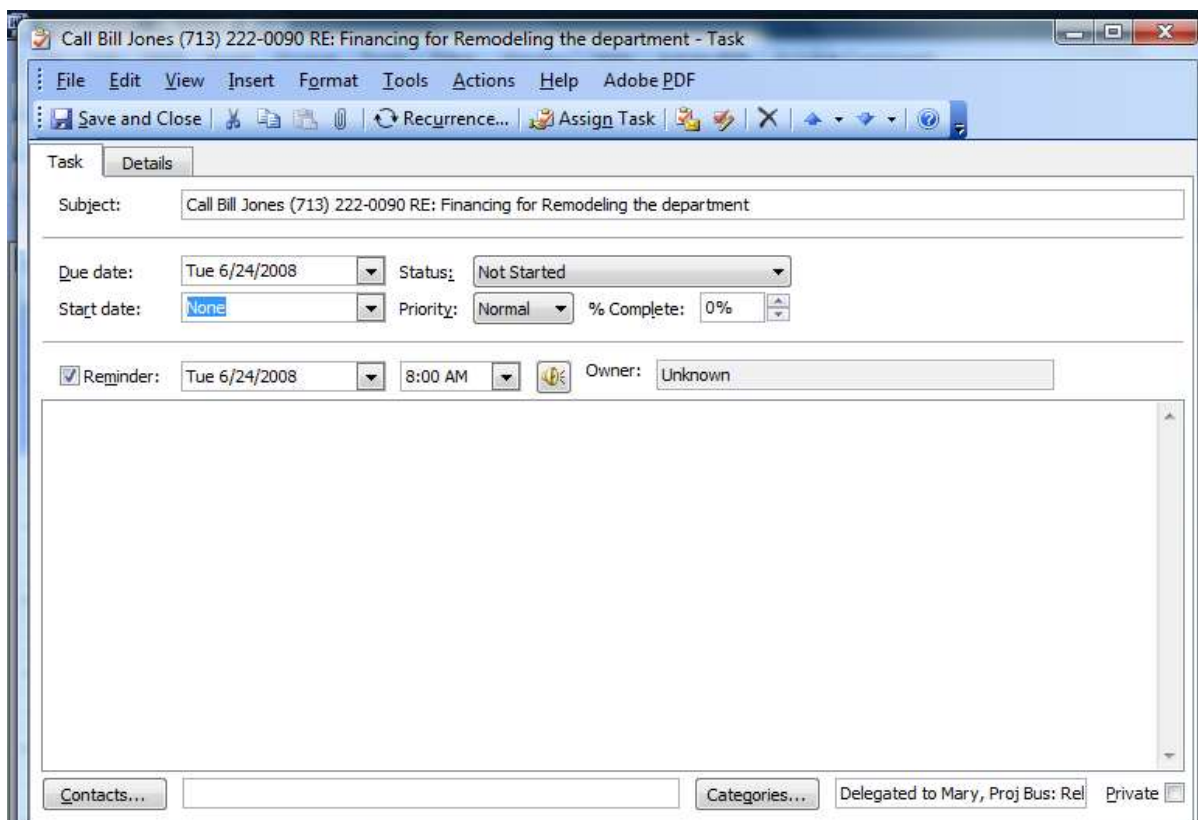 Call Bill Jones (713) 222-0090 RE: Financing for Remodeling the department - Task
File Edit View Insert Format Tools Actions Help Adobe PDF
Save and Close Recurrence... Assign Task
Task Details
Subject: Call Bill Jones (713) 222-0090 RE: Financing for Remodeling the department
Due date: Tue 6/24/2008 Status: Not Started
Start date: None Priority: Normal % Complete: 0%
Reminder: Tue 6/24/2008 8:00 AM Owner: Unknown
Contacts... Categories... Delegated to Mary, Proj Bus: Rel Private